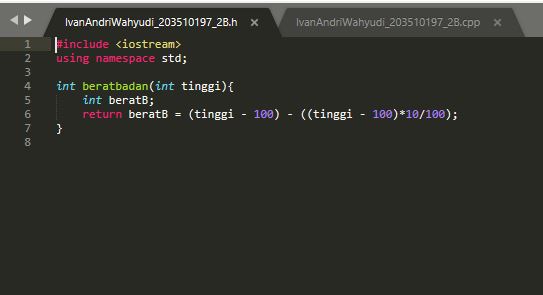 IvanAndriWahyudi_203510197_2B.h × IvanAndriWahyudi_203510197_2B.cpp ×
1 #include <iostream>
2 using namespace std;
3
4 int beratbadan(int tinggi){
5 int beratB;
6 return beratB = (tinggi - 100) - ((tinggi - 100)*10/100);
7 }
8